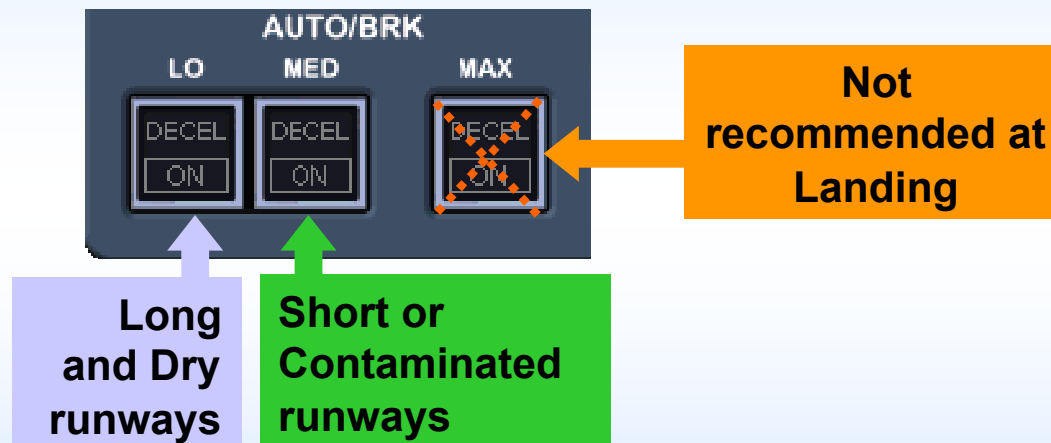 AUTO/BRK
LO MED MAX
DECEL DECEL DECEL
ON ON ON
Not
recommended at
Landing
Long
and Dry
runways
Short or
Contaminated
runways